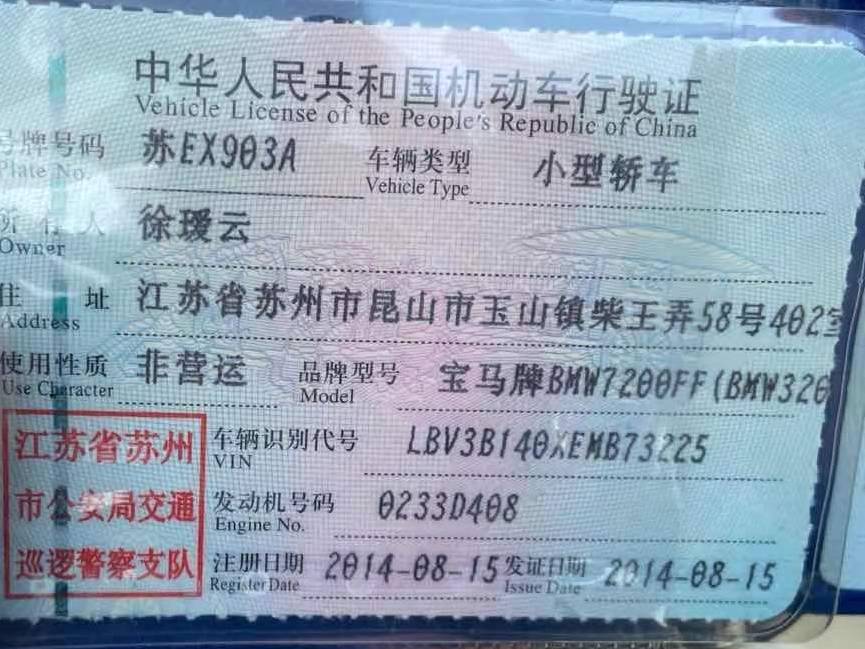 中华人民共和国机动车行驶证
Vehicle License of the People's Republic of China
号牌号码 苏EX903A 车辆类型 小型轿车
Plate No. Vehicle Type
所有人 徐瑷云
Owner
住址 江苏省苏州市昆山市玉山镇柴王弄58号402室
Address
使用性质 非营运 品牌型号 宝马牌BMW7200FF(BMW320
Use Character Model
江苏省苏州 车辆识别代号 LBV3B140XEMB73225
VIN
市公安局交通 发动机号码 0233D408
Engine No.
巡逻警察支队 注册日期 2014-08-15 发证日期 2014-08-15
Register Date Issue Date